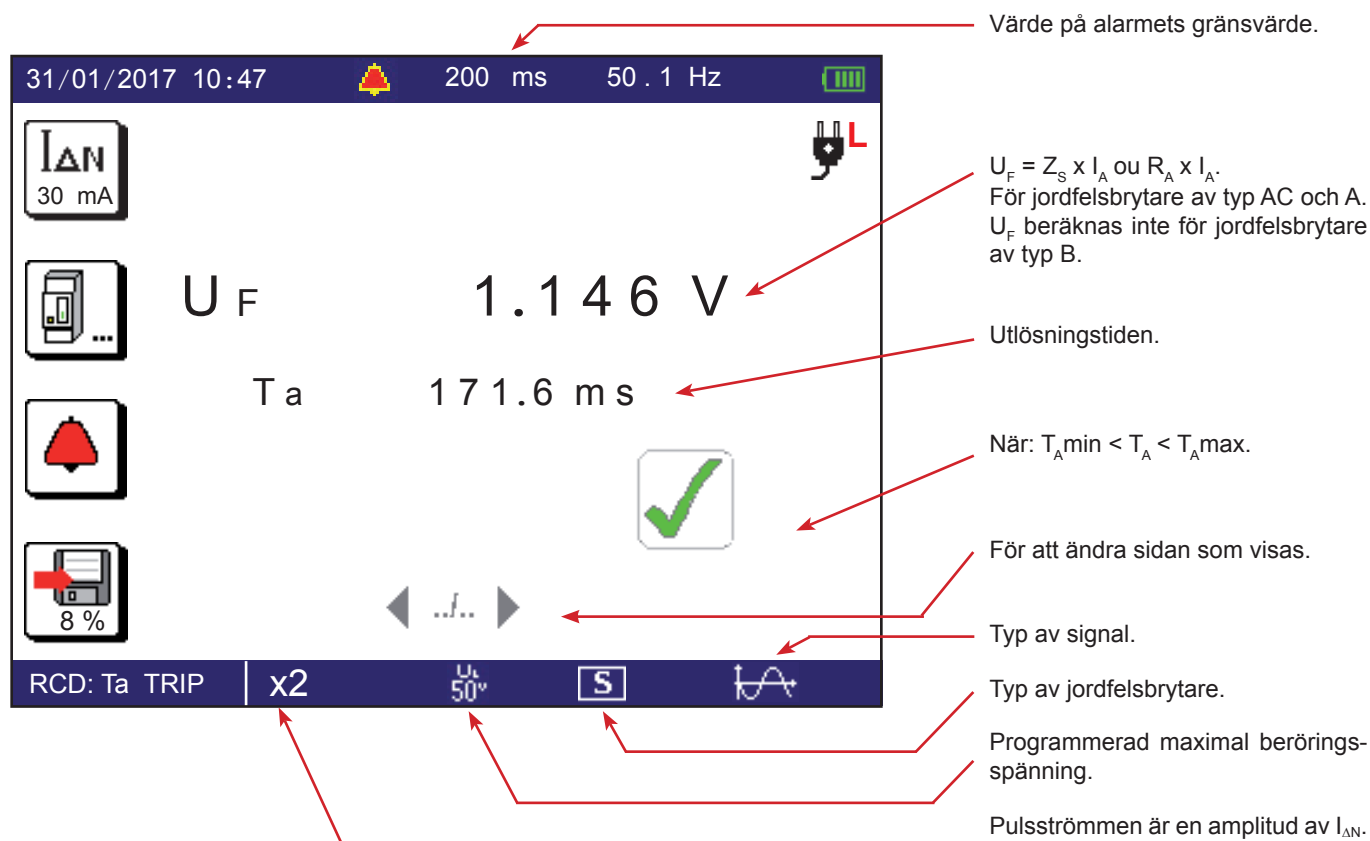 Värde på alarmets gränsvärde.
31/01/2017 10:47 200 ms 50 . 1 Hz
IΔN
30 mA
L
UF = ZS x IA ou RA x IA.
För jordfelsbrytare av typ AC och A.
UF beräknas inte för jordfelsbrytare
av typ B.
...
UF 1.146 V
Utlösningstiden.
Ta 171.6 ms
När: TAmin < TA < TAmax.
För att ändra sidan som visas.
8 %
../..
Typ av signal.
RCD: Ta TRIP x2 UL 50v S
Typ av jordfelsbrytare.
Programmerad maximal berörings-
spänning.
Pulsströmmen är en amplitud av IΔN.